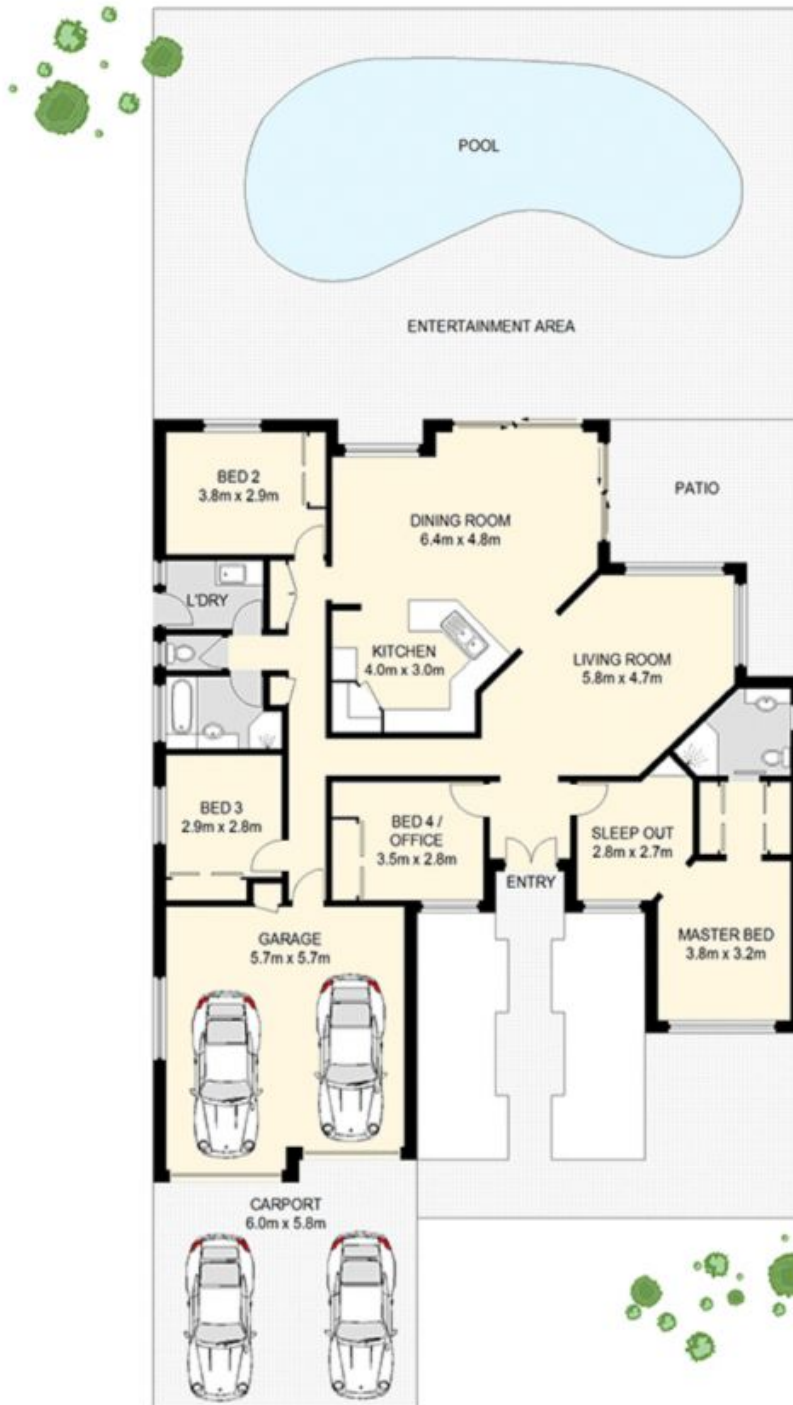 POOL
ENTERTAINMENT AREA
BED 2
3.8m x 2.9m
PATIO
DINING ROOM
6.4m x 4.8m
L'DRY
KITCHEN
4.0m x 3.0m
LIVING ROOM
5.8m x 4.7m
BED 3
2.9m x 2.8m
BED 4 /
OFFICE
3.5m x 2.8m
SLEEP OUT
2.8m x 2.7m
ENTRY
MASTER BED
3.8m x 3.2m
GARAGE
5.7m x 5.7m
CARPORT
6.0m x 5.8m